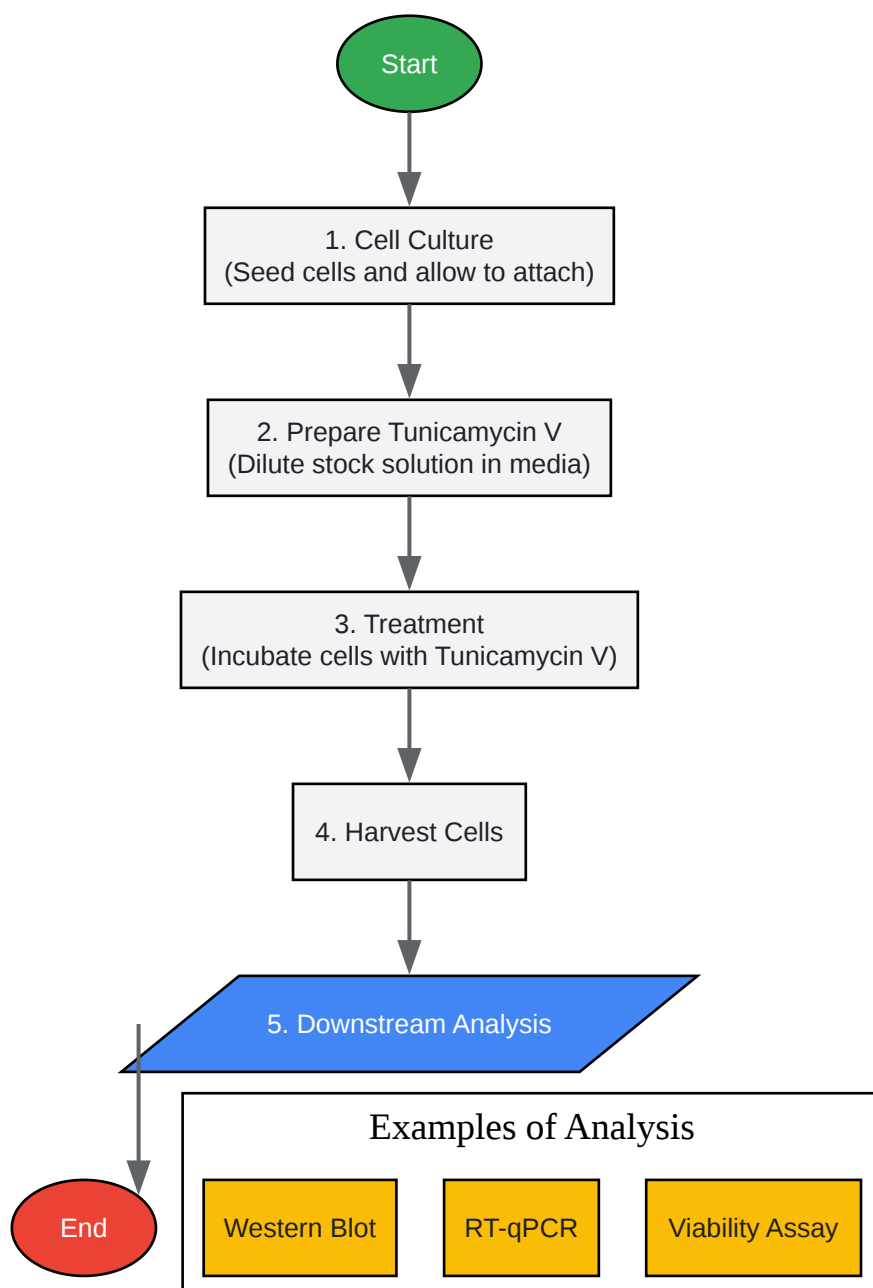 Start
1. Cell Culture
(Seed cells and allow to attach)
2. Prepare Tunicamycin V
(Dilute stock solution in media)
3. Treatment
(Incubate cells with Tunicamycin V)
4. Harvest Cells
5. Downstream Analysis
Examples of Analysis
End
Western Blot
RT-qPCR
Viability Assay